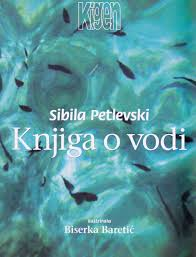 Kigen
Sibila Petlevski
Knjiga o vodi
ilustrirala
Biserka Baretić